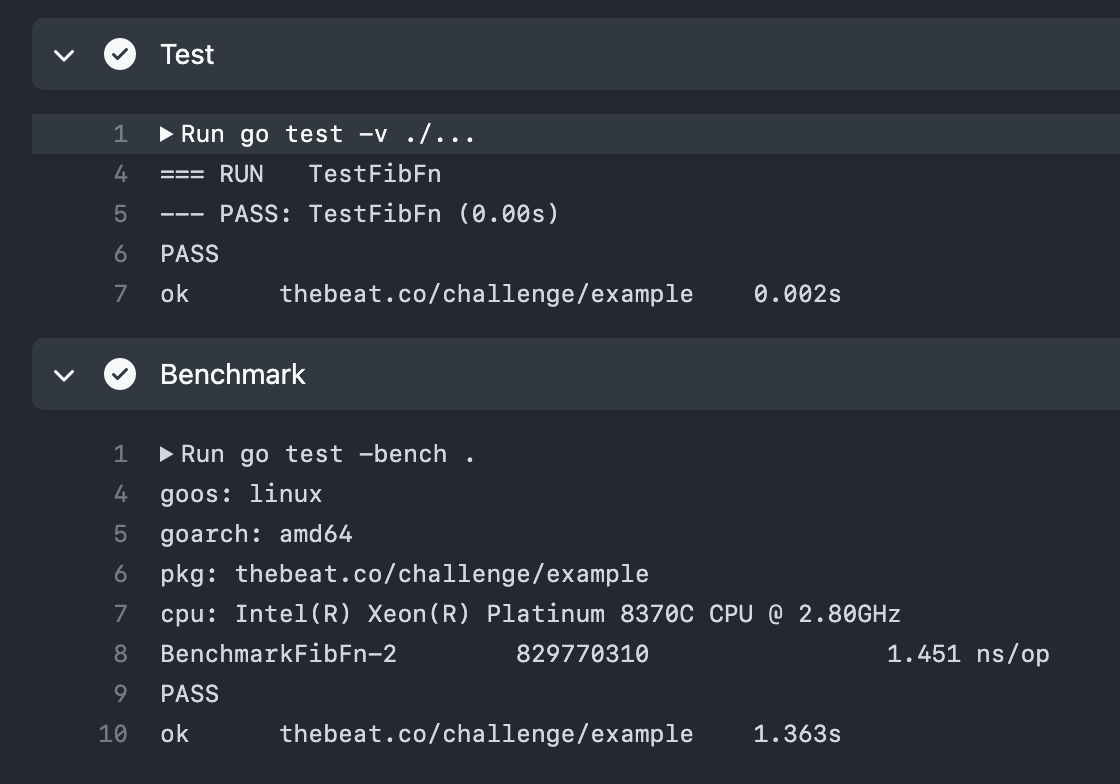 Test
1 Run go test -v ./...
4 === RUN   TestFibFn
5 --- PASS: TestFibFn (0.00s)
6 PASS
7 ok      thebeat.co/challenge/example    0.002s
Benchmark
1 Run go test -bench .
4 goos: linux
5 goarch: amd64
6 pkg: thebeat.co/challenge/example
7 cpu: Intel(R) Xeon(R) Platinum 8370C CPU @ 2.80GHz
8 BenchmarkFibFn-2        829770310                1.451 ns/op
9 PASS
10 ok      thebeat.co/challenge/example    1.363s